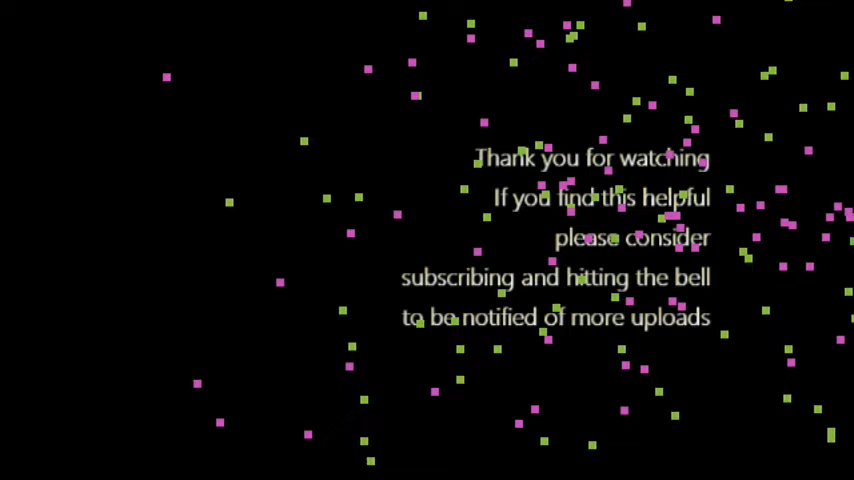 Thank you for watching
If you find this helpful
please consider
subscribing and hitting the bell
to be notified of more uploads